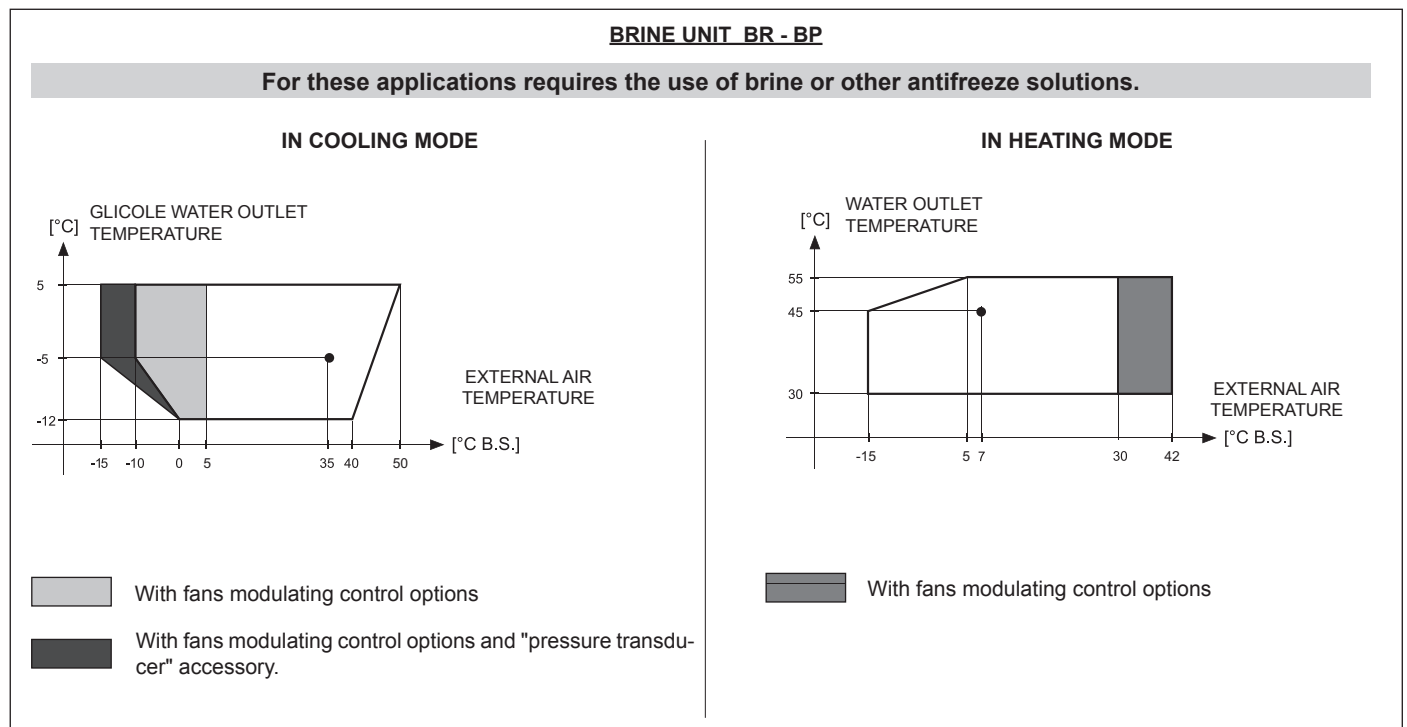 BRINE UNIT BR - BP
For these applications requires the use of brine or other antifreeze solutions.
IN COOLING MODE
[°C]
GLICOLE WATER OUTLET
TEMPERATURE
5
-5
-12
-15 -10 0 5 35 40 50
EXTERNAL AIR
TEMPERATURE
[°C B.S.]
With fans modulating control options
With fans modulating control options and "pressure transdu-
cer" accessory.
IN HEATING MODE
[°C]
WATER OUTLET
TEMPERATURE
55
45
30
-15 5 7 30 42
EXTERNAL AIR
TEMPERATURE
[°C B.S.]
With fans modulating control options